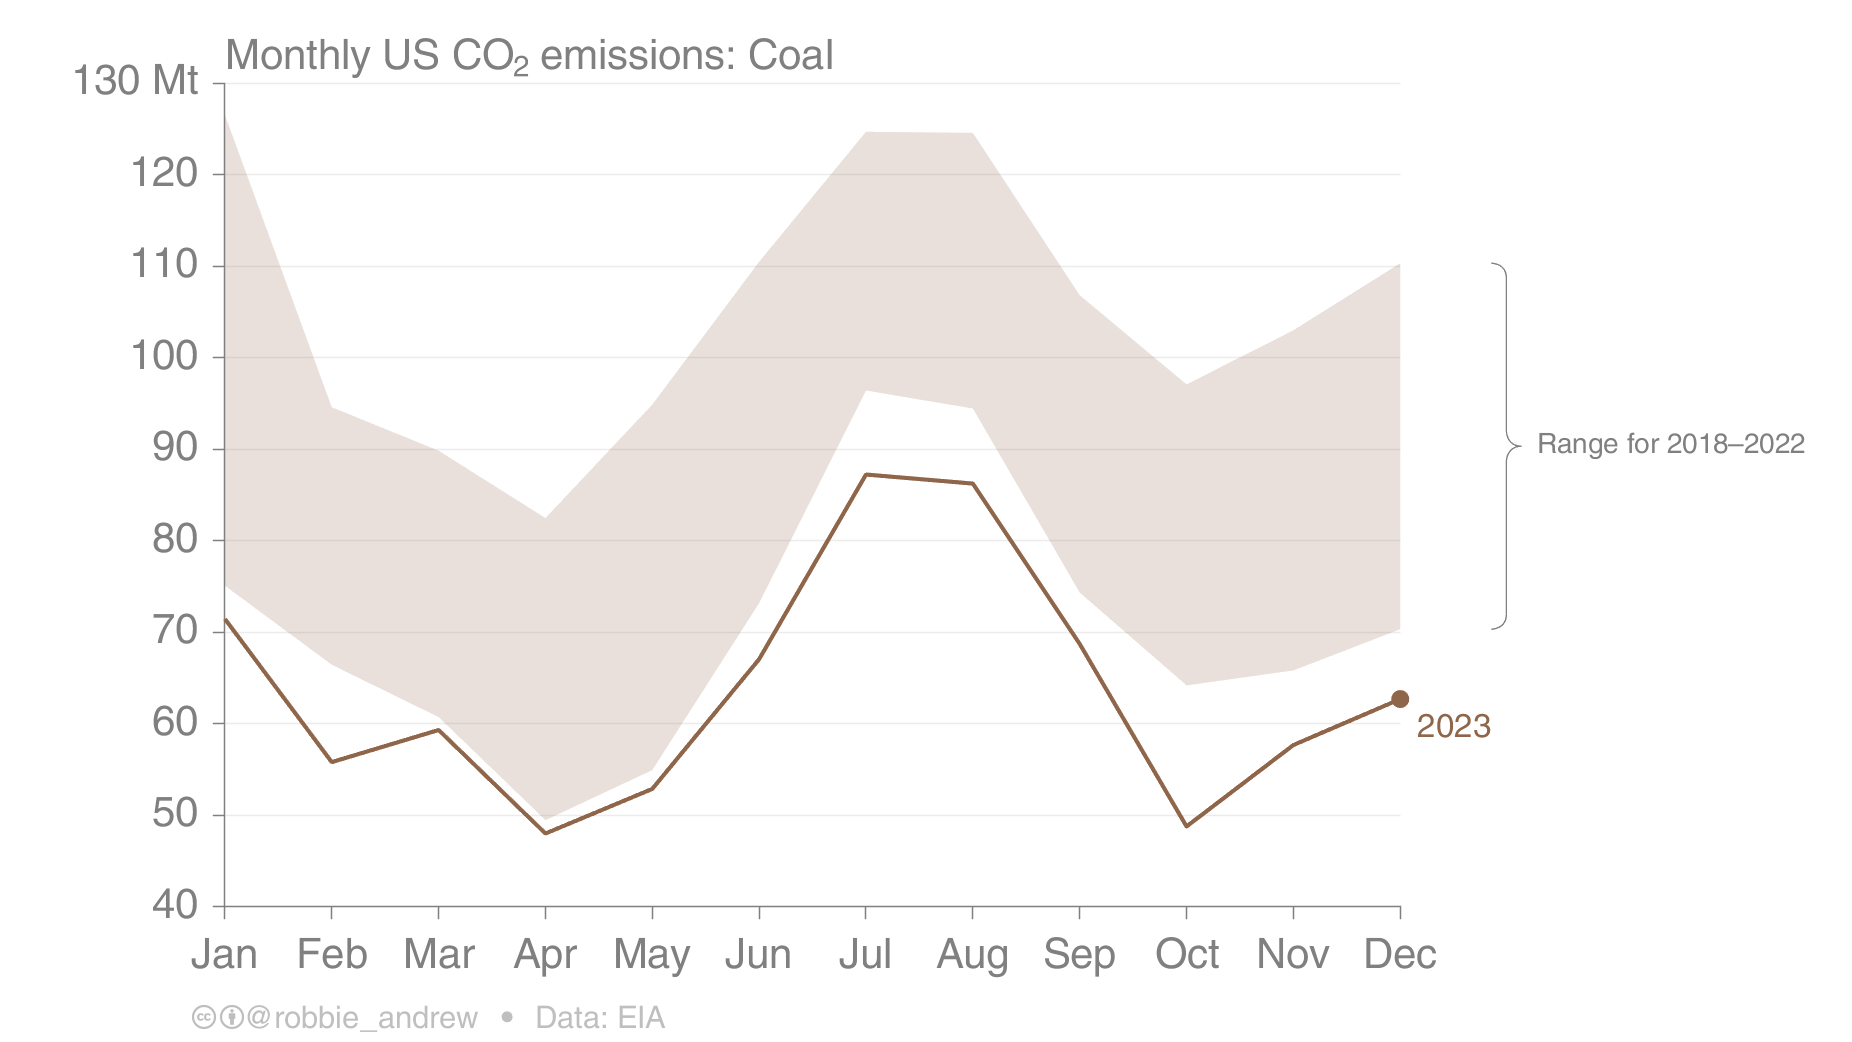 Monthly US CO₂ emissions: Coal
130 Mt
120
110
100
90
80
70
60
50
40
Range for 2018–2022
2023
Jan Feb Mar Apr May Jun Jul Aug Sep Oct Nov Dec
@robbie_andrew • Data: EIA